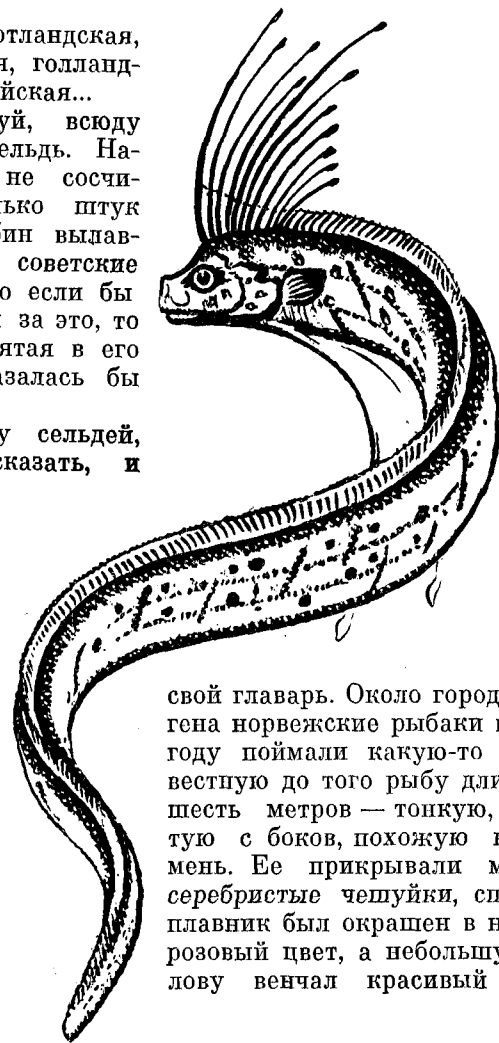 отландская,
я, голланд-
йская...
уй, всюду
ельдь. На-
не сосчи-
ько штук
бин вылав-
советские
о если бы
за это, то
ятая в его
азалась бы
у сельдей,
сказать, и
свой главарь. Около город
гена норвежские рыбаки
году поймали какую-то
вестную до того рыбу дли
шесть метров — тонкую,
тую с боков, похожую
мень. Ее прикрывали м
серебристые чешуйки, сп
плавник был окрашен в н
розовый цвет, а небольшу
лову венчал красивый